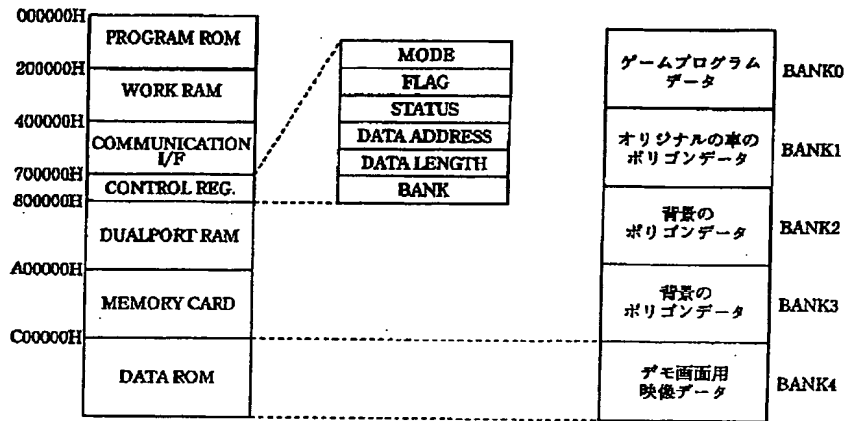 000000H
PROGRAM ROM
200000H
WORK RAM
400000H
COMMUNICATION
I/F
700000H
CONTROL REG.
800000H
DUALPORT RAM
A00000H
MEMORY CARD
C00000H
DATA ROM
MODE
FLAG
STATUS
DATA ADDRESS
DATA LENGTH
BANK
ゲームプログラム
データ
BANK0
オリジナルの車の
ポリゴンデータ
BANK1
背景の
ポリゴンデータ
BANK2
背景の
ポリゴンデータ
BANK3
デモ画面用
映像データ
BANK4